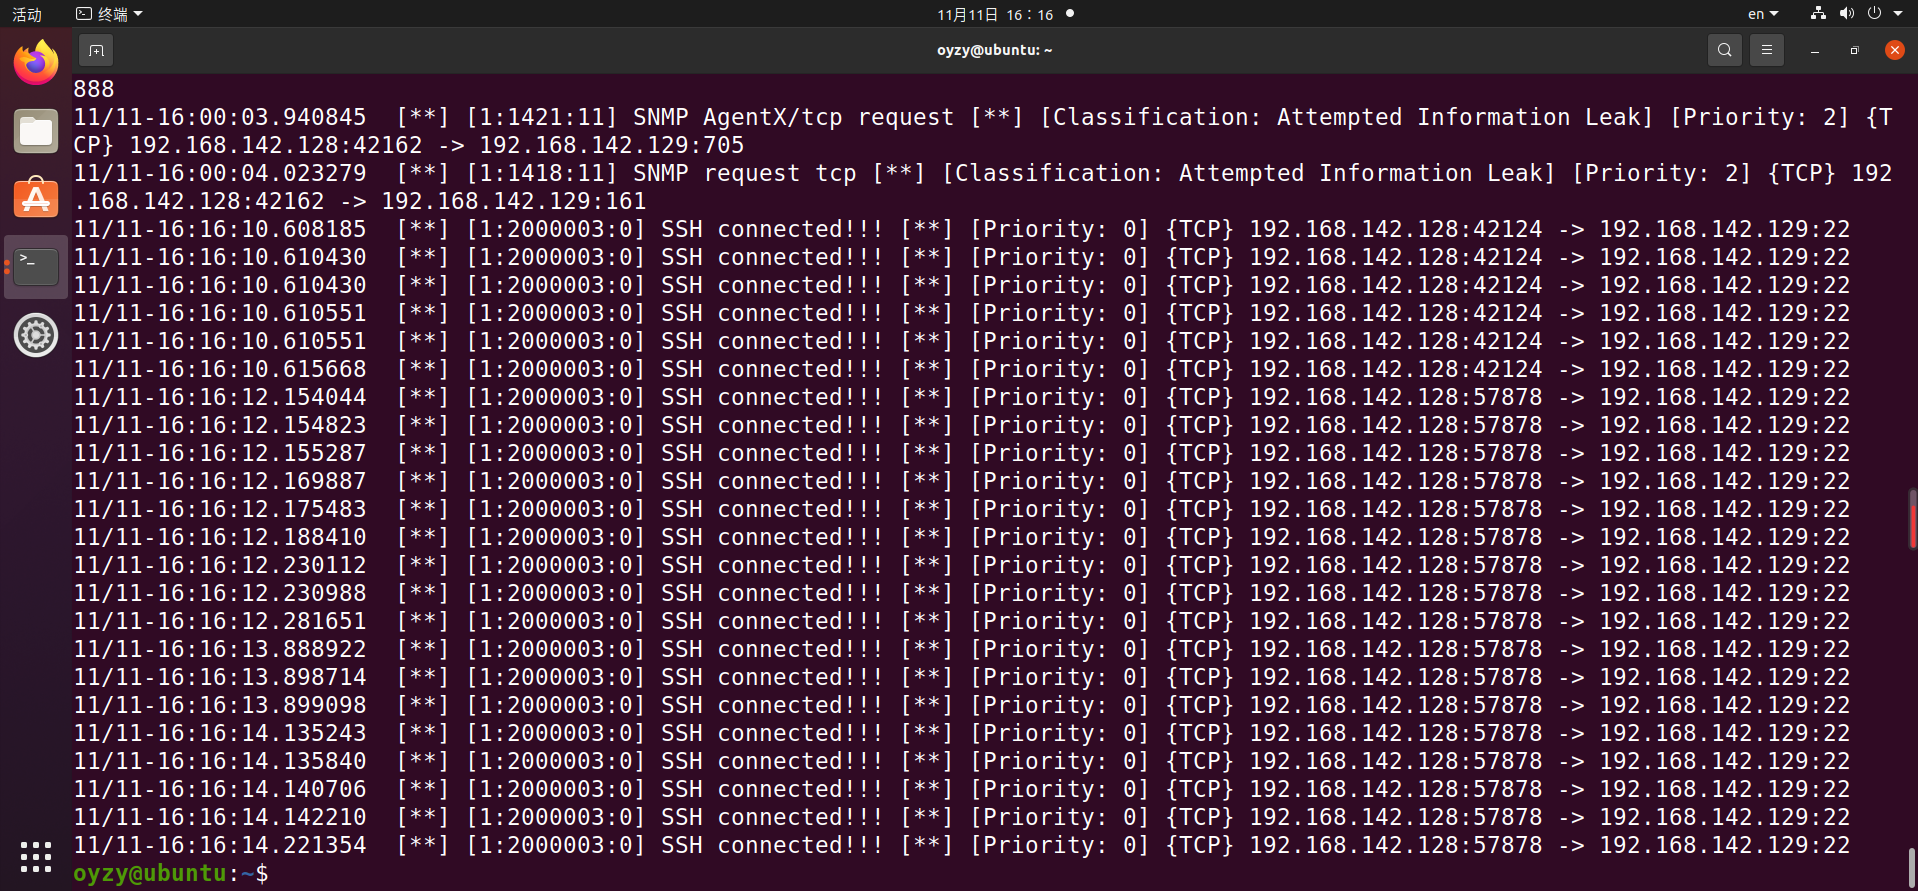 活动 终端 11月11日 16：16 en
oyzy@ubuntu: ~
888
11/11-16:00:03.940845  [**] [1:1421:11] SNMP AgentX/tcp request [**] [Classification: Attempted Information Leak] [Priority: 2] {T
CP} 192.168.142.128:42162 -> 192.168.142.129:705
11/11-16:00:04.023279  [**] [1:1418:11] SNMP request tcp [**] [Classification: Attempted Information Leak] [Priority: 2] {TCP} 192
.168.142.128:42162 -> 192.168.142.129:161
11/11-16:16:10.608185  [**] [1:2000003:0] SSH connected!!! [**] [Priority: 0] {TCP} 192.168.142.128:42124 -> 192.168.142.129:22
11/11-16:16:10.610430  [**] [1:2000003:0] SSH connected!!! [**] [Priority: 0] {TCP} 192.168.142.128:42124 -> 192.168.142.129:22
11/11-16:16:10.610430  [**] [1:2000003:0] SSH connected!!! [**] [Priority: 0] {TCP} 192.168.142.128:42124 -> 192.168.142.129:22
11/11-16:16:10.610551  [**] [1:2000003:0] SSH connected!!! [**] [Priority: 0] {TCP} 192.168.142.128:42124 -> 192.168.142.129:22
11/11-16:16:10.610551  [**] [1:2000003:0] SSH connected!!! [**] [Priority: 0] {TCP} 192.168.142.128:42124 -> 192.168.142.129:22
11/11-16:16:10.615668  [**] [1:2000003:0] SSH connected!!! [**] [Priority: 0] {TCP} 192.168.142.128:42124 -> 192.168.142.129:22
11/11-16:16:12.154044  [**] [1:2000003:0] SSH connected!!! [**] [Priority: 0] {TCP} 192.168.142.128:57878 -> 192.168.142.129:22
11/11-16:16:12.154823  [**] [1:2000003:0] SSH connected!!! [**] [Priority: 0] {TCP} 192.168.142.128:57878 -> 192.168.142.129:22
11/11-16:16:12.155287  [**] [1:2000003:0] SSH connected!!! [**] [Priority: 0] {TCP} 192.168.142.128:57878 -> 192.168.142.129:22
11/11-16:16:12.169887  [**] [1:2000003:0] SSH connected!!! [**] [Priority: 0] {TCP} 192.168.142.128:57878 -> 192.168.142.129:22
11/11-16:16:12.175483  [**] [1:2000003:0] SSH connected!!! [**] [Priority: 0] {TCP} 192.168.142.128:57878 -> 192.168.142.129:22
11/11-16:16:12.188410  [**] [1:2000003:0] SSH connected!!! [**] [Priority: 0] {TCP} 192.168.142.128:57878 -> 192.168.142.129:22
11/11-16:16:12.230112  [**] [1:2000003:0] SSH connected!!! [**] [Priority: 0] {TCP} 192.168.142.128:57878 -> 192.168.142.129:22
11/11-16:16:12.230988  [**] [1:2000003:0] SSH connected!!! [**] [Priority: 0] {TCP} 192.168.142.128:57878 -> 192.168.142.129:22
11/11-16:16:12.281651  [**] [1:2000003:0] SSH connected!!! [**] [Priority: 0] {TCP} 192.168.142.128:57878 -> 192.168.142.129:22
11/11-16:16:13.888922  [**] [1:2000003:0] SSH connected!!! [**] [Priority: 0] {TCP} 192.168.142.128:57878 -> 192.168.142.129:22
11/11-16:16:13.898714  [**] [1:2000003:0] SSH connected!!! [**] [Priority: 0] {TCP} 192.168.142.128:57878 -> 192.168.142.129:22
11/11-16:16:13.899098  [**] [1:2000003:0] SSH connected!!! [**] [Priority: 0] {TCP} 192.168.142.128:57878 -> 192.168.142.129:22
11/11-16:16:14.135243  [**] [1:2000003:0] SSH connected!!! [**] [Priority: 0] {TCP} 192.168.142.128:57878 -> 192.168.142.129:22
11/11-16:16:14.135840  [**] [1:2000003:0] SSH connected!!! [**] [Priority: 0] {TCP} 192.168.142.128:57878 -> 192.168.142.129:22
11/11-16:16:14.140706  [**] [1:2000003:0] SSH connected!!! [**] [Priority: 0] {TCP} 192.168.142.128:57878 -> 192.168.142.129:22
11/11-16:16:14.142210  [**] [1:2000003:0] SSH connected!!! [**] [Priority: 0] {TCP} 192.168.142.128:57878 -> 192.168.142.129:22
11/11-16:16:14.221354  [**] [1:2000003:0] SSH connected!!! [**] [Priority: 0] {TCP} 192.168.142.128:57878 -> 192.168.142.129:22
oyzy@ubuntu:~$